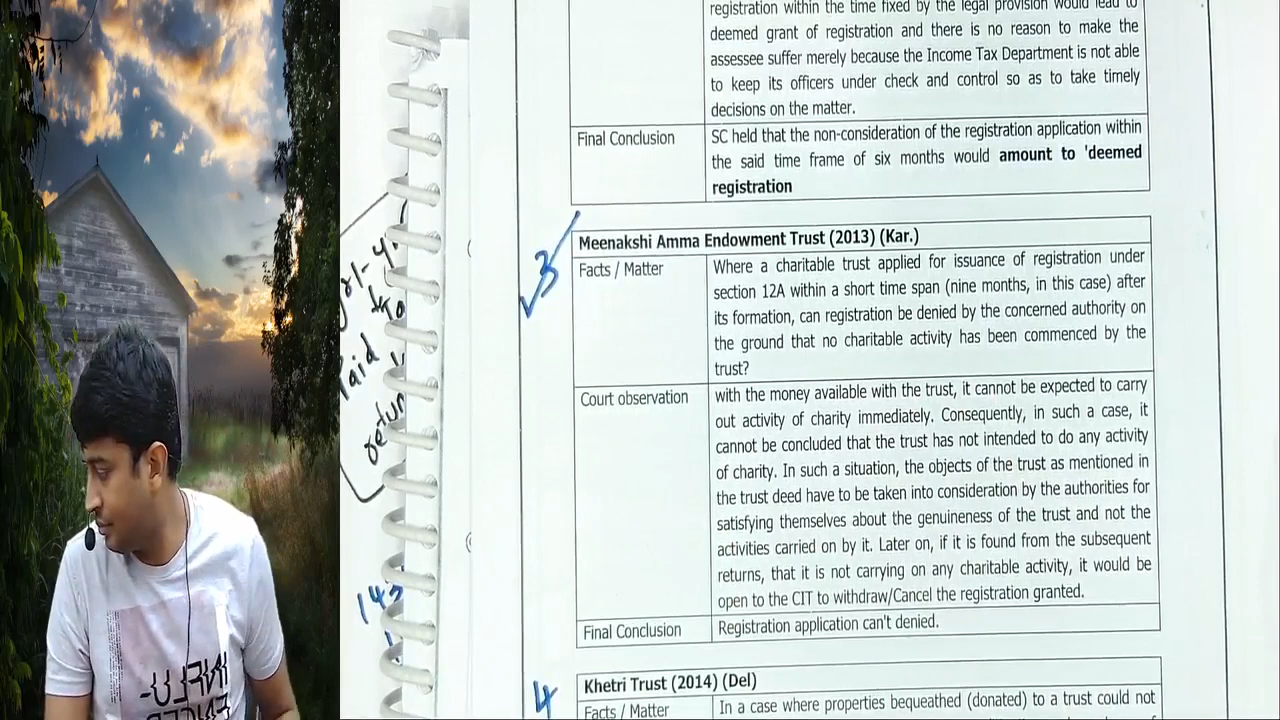 registration within the time fixed by the legal provision would lead to
deemed grant of registration and there is no reason to make the
assessee suffer merely because the Income Tax Department is not able
to keep its officers under check and control so as to take timely
decisions on the matter.
Final Conclusion
SC held that the non-consideration of the registration application within
the said time frame of six months would amount to 'deemed
registration
3
Meenakshi Amma Endowment Trust (2013) (Kar.)
Facts / Matter
Where a charitable trust applied for issuance of registration under
section 12A within a short time span (nine months, in this case) after
its formation, can registration be denied by the concerned authority on
the ground that no charitable activity has been commenced by the
trust?
Court observation
with the money available with the trust, it cannot be expected to carry
out activity of charity immediately. Consequently, in such a case, it
cannot be concluded that the trust has not intended to do any activity
of charity. In such a situation, the objects of the trust as mentioned in
the trust deed have to be taken into consideration by the authorities for
satisfying themselves about the genuineness of the trust and not the
activities carried on by it. Later on, if it is found from the subsequent
returns, that it is not carrying on any charitable activity, it would be
open to the CIT to withdraw/Cancel the registration granted.
Final Conclusion
Registration application can't denied.
4
Khetri Trust (2014) (Del)
Facts / Matter
In a case where properties bequeathed (donated) to a trust could not